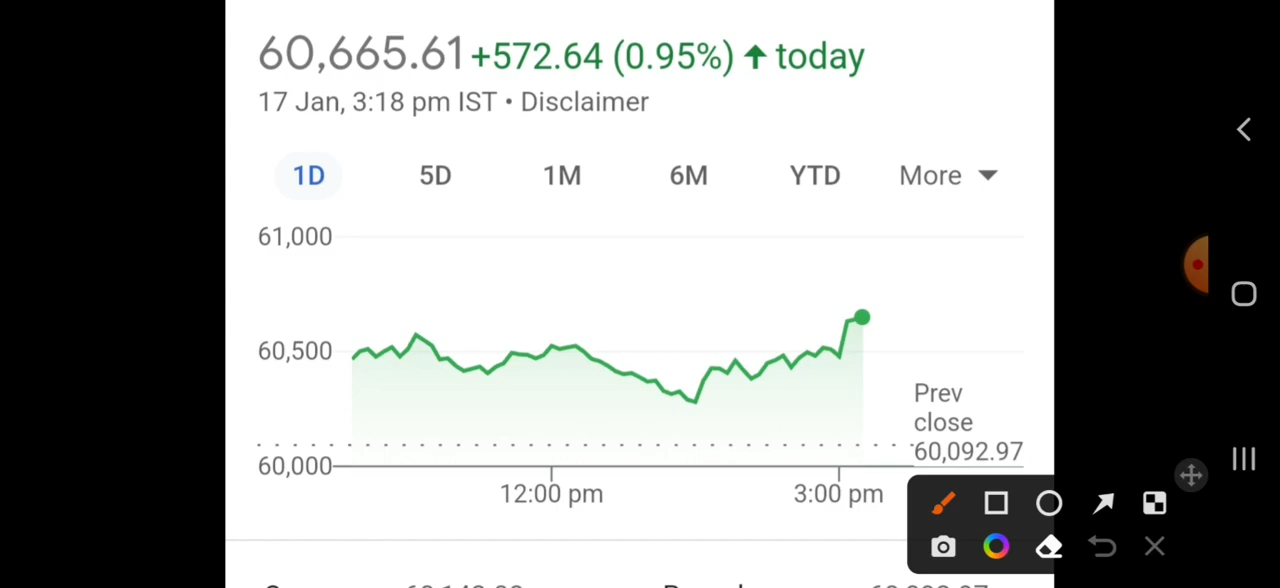 60,665.61 +572.64 (0.95%) ↑ today
17 Jan, 3:18 pm IST • Disclaimer
1D 5D 1M 6M YTD More
61,000
60,500
Prev
close
60,092.97
60,000
12:00 pm 3:00 pm